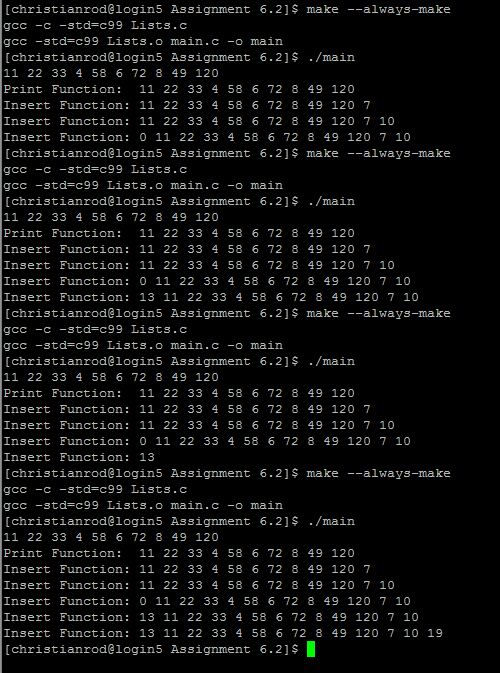 [christianrod@login5 Assignment 6.2]$ make --always-make
gcc -c -std=c99 Lists.c
gcc -std=c99 Lists.o main.c -o main
[christianrod@login5 Assignment 6.2]$ ./main
11 22 33 4 58 6 72 8 49 120
Print Function:  11 22 33 4 58 6 72 8 49 120
Insert Function: 11 22 33 4 58 6 72 8 49 120 7
Insert Function: 11 22 33 4 58 6 72 8 49 120 7 10
Insert Function: 0 11 22 33 4 58 6 72 8 49 120 7 10
[christianrod@login5 Assignment 6.2]$ make --always-make
gcc -c -std=c99 Lists.c
gcc -std=c99 Lists.o main.c -o main
[christianrod@login5 Assignment 6.2]$ ./main
11 22 33 4 58 6 72 8 49 120
Print Function:  11 22 33 4 58 6 72 8 49 120
Insert Function: 11 22 33 4 58 6 72 8 49 120 7
Insert Function: 11 22 33 4 58 6 72 8 49 120 7 10
Insert Function: 0 11 22 33 4 58 6 72 8 49 120 7 10
Insert Function: 13 11 22 33 4 58 6 72 8 49 120 7 10
[christianrod@login5 Assignment 6.2]$ make --always-make
gcc -c -std=c99 Lists.c
gcc -std=c99 Lists.o main.c -o main
[christianrod@login5 Assignment 6.2]$ ./main
11 22 33 4 58 6 72 8 49 120
Print Function:  11 22 33 4 58 6 72 8 49 120
Insert Function: 11 22 33 4 58 6 72 8 49 120 7
Insert Function: 11 22 33 4 58 6 72 8 49 120 7 10
Insert Function: 0 11 22 33 4 58 6 72 8 49 120 7 10
Insert Function: 13
[christianrod@login5 Assignment 6.2]$ make --always-make
gcc -c -std=c99 Lists.c
gcc -std=c99 Lists.o main.c -o main
[christianrod@login5 Assignment 6.2]$ ./main
11 22 33 4 58 6 72 8 49 120
Print Function:  11 22 33 4 58 6 72 8 49 120
Insert Function: 11 22 33 4 58 6 72 8 49 120 7
Insert Function: 11 22 33 4 58 6 72 8 49 120 7 10
Insert Function: 0 11 22 33 4 58 6 72 8 49 120 7 10
Insert Function: 13 11 22 33 4 58 6 72 8 49 120 7 10
Insert Function: 13 11 22 33 4 58 6 72 8 49 120 7 10 19
[christianrod@login5 Assignment 6.2]$